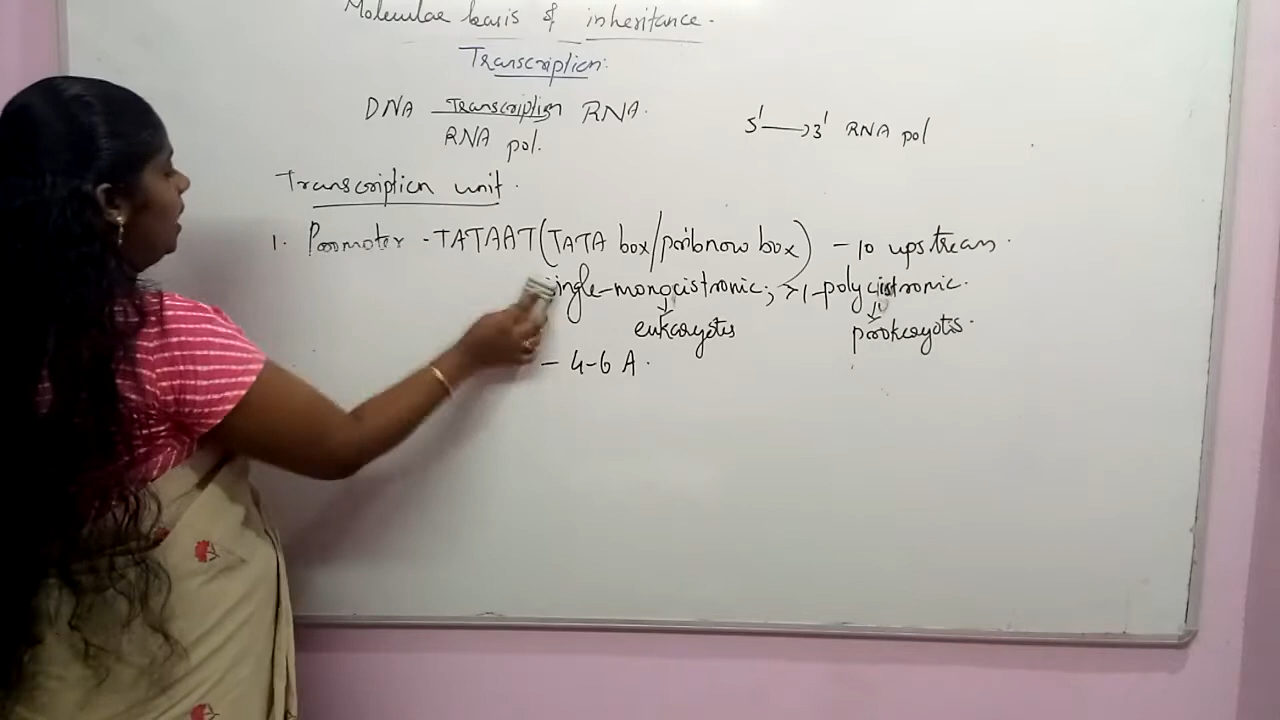 Molecular basis of inheritance.
Transcription:
DNA transcription RNA.
RNA pol.
5' → 3' RNA pol
Transcription unit.
1. Promoter - TATAAT (TATA box/pribnow box) - 10 upstream.
single-monocistronic; >1-polycistronic.
↓ eukaryotes ↓ prokaryotes.
- 4-6 A.